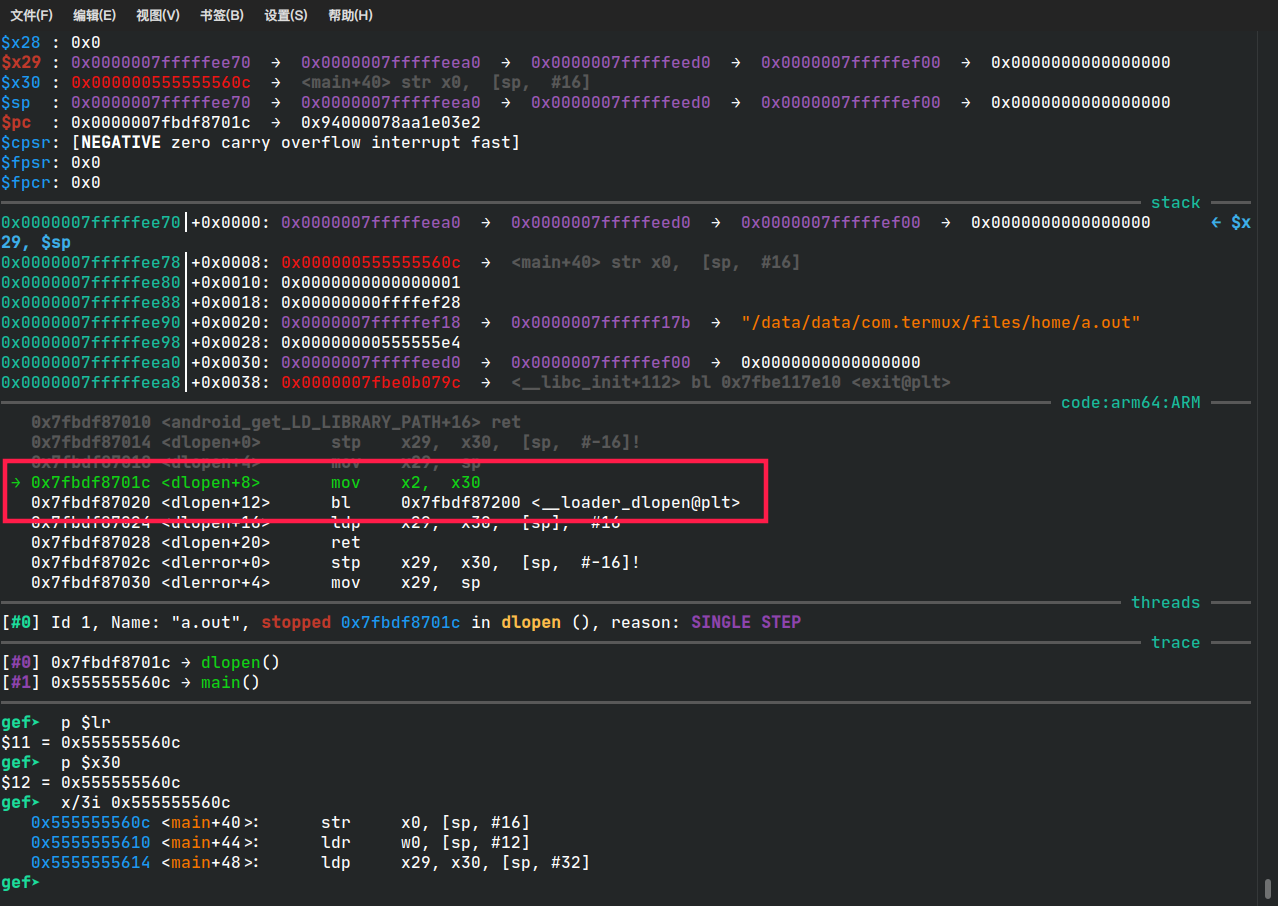 文件(F) 编辑(E) 视图(V) 书签(B) 设置(S) 帮助(H)
$x28 : 0x0
$x29 : 0x0000007fffffee70 → 0x0000007fffffeea0 → 0x0000007fffffeed0 → 0x0000007fffffef00 → 0x0000000000000000
$x30 : 0x000000555555560c → <main+40> str x0, [sp, #16]
$sp : 0x0000007fffffee70 → 0x0000007fffffeea0 → 0x0000007fffffeed0 → 0x0000007fffffef00 → 0x0000000000000000
$pc : 0x0000007fbdf8701c → 0x94000078aa1e03e2
$cpsr: [NEGATIVE zero carry overflow interrupt fast]
$fpsr: 0x0
$fpcr: 0x0
stack
0x0000007fffffee70│+0x0000: 0x0000007fffffeea0 → 0x0000007fffffeed0 → 0x0000007fffffef00 → 0x0000000000000000 ← $x
29, $sp
0x0000007fffffee78│+0x0008: 0x000000555555560c → <main+40> str x0, [sp, #16]
0x0000007fffffee80│+0x0010: 0x0000000000000001
0x0000007fffffee88│+0x0018: 0x00000000ffffef28
0x0000007fffffee90│+0x0020: 0x0000007fffffef18 → 0x0000007ffffff17b → "/data/data/com.termux/files/home/a.out"
0x0000007fffffee98│+0x0028: 0x00000000555555e4
0x0000007fffffeea0│+0x0030: 0x0000007fffffeed0 → 0x0000007fffffef00 → 0x0000000000000000
0x0000007fffffeea8│+0x0038: 0x0000007fbe0b079c → <__libc_init+112> bl 0x7fbe117e10 <exit@plt>
code:arm64:ARM
0x7fbdf87010 <android_get_LD_LIBRARY_PATH+16> ret
0x7fbdf87014 <dlopen+0> stp x29, x30, [sp, #-16]!
0x7fbdf87018 <dlopen+4> mov x29, sp
→ 0x7fbdf8701c <dlopen+8> mov x2, x30
0x7fbdf87020 <dlopen+12> bl 0x7fbdf87200 <__loader_dlopen@plt>
0x7fbdf87024 <dlopen+16> ldp x29, x30, [sp], #16
0x7fbdf87028 <dlopen+20> ret
0x7fbdf8702c <dlerror+0> stp x29, x30, [sp, #-16]!
0x7fbdf87030 <dlerror+4> mov x29, sp
threads
[#0] Id 1, Name: "a.out", stopped 0x7fbdf8701c in dlopen (), reason: SINGLE STEP
trace
[#0] 0x7fbdf8701c → dlopen()
[#1] 0x555555560c → main()
gef➤ p $lr
$11 = 0x555555560c
gef➤ p $x30
$12 = 0x555555560c
gef➤ x/3i 0x555555560c
0x555555560c <main+40>: str x0, [sp, #16]
0x5555555610 <main+44>: ldr w0, [sp, #12]
0x5555555614 <main+48>: ldp x29, x30, [sp, #32]
gef➤